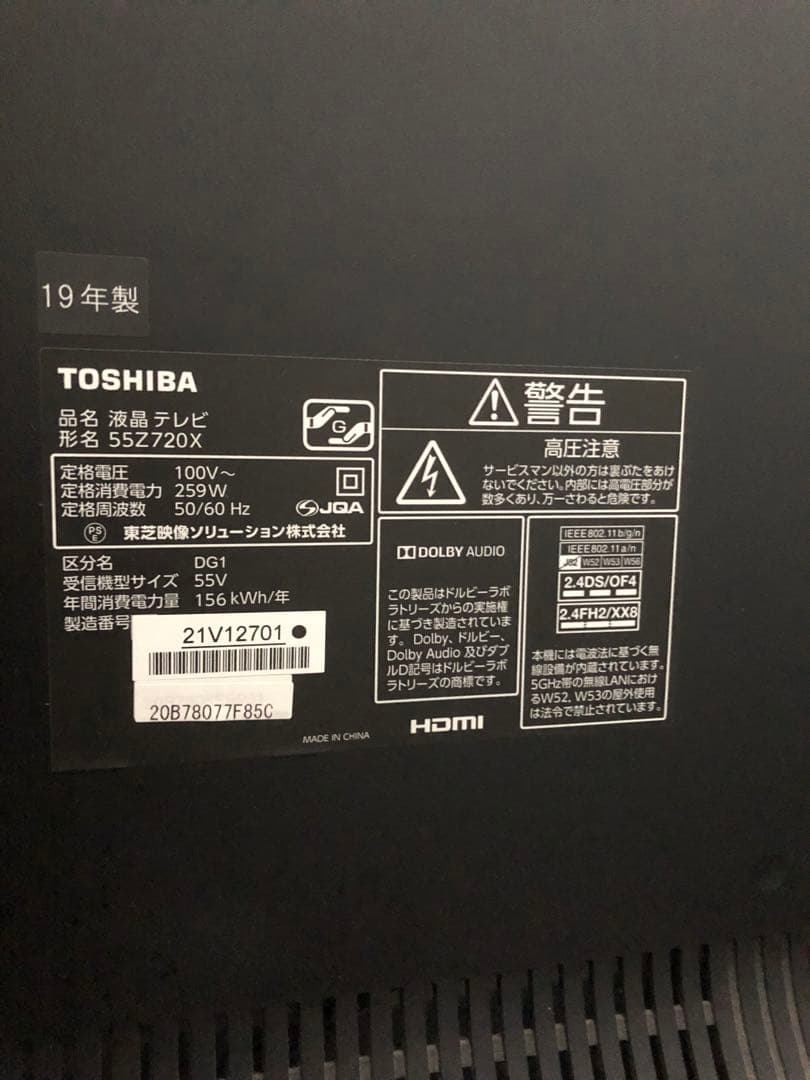 19年製
TOSHIBA
品名 液晶テレビ
形名 55Z720X
G
定格電圧 100V～
定格消費電力 259W
定格周波数 50/60 Hz
JQA
PS
E
東芝映像ソリューション株式会社
区分名 DG1
受信機型サイズ 55V
年間消費電力量 156kWh/年
製造番号
21V12701●
20B78077F85C
MADE IN CHINA
警告
高圧注意
サービスマン以外の方は裏ぶたをあけ
ないでください。内部には高電圧部分が
数多くあり、万一さわると危険です。
DOLBY AUDIO
この製品はドルビーラボ
ラトリーズからの実施権
に基づき製造されていま
す。Dolby、ドルビー、
Dolby Audio 及びダブ
ルD記号はドルビーラボ
ラトリーズの商標です。
HDMI
IEEE802.11b/g/n
IEEE802.11a/n
J52 W52 W53 W56
2.4DS/OF4
2.4FH2/XX8
本機には電波法に基づく無
線設備が内蔵されています。
5GHz帯の無線LANにおけ
るW52、W53の屋外使用
は法令で禁止されています。